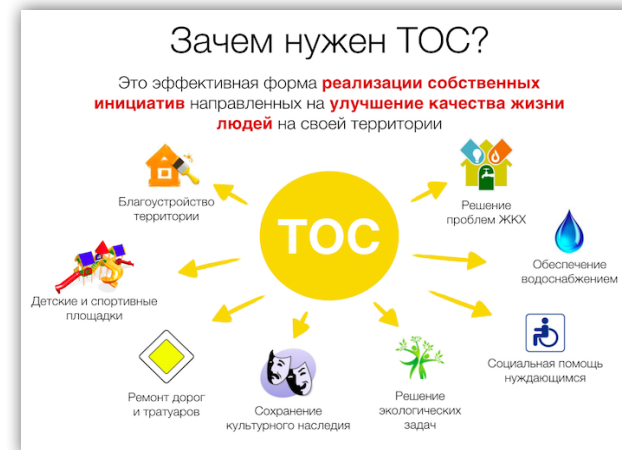 Зачем нужен ТОС?
Это эффективная форма реализации собственных
инициатив направленных на улучшение качества жизни
людей на своей территории
Благоустройство
территории
Решение
проблем ЖКХ
ТОС
Обеспечение
водоснабжением
Детские и спортивные
площадки
Социальная помощь
нуждающимся
Ремонт дорог
и тратуаров
Сохранение
культурного наследия
Решение
экологических
задач